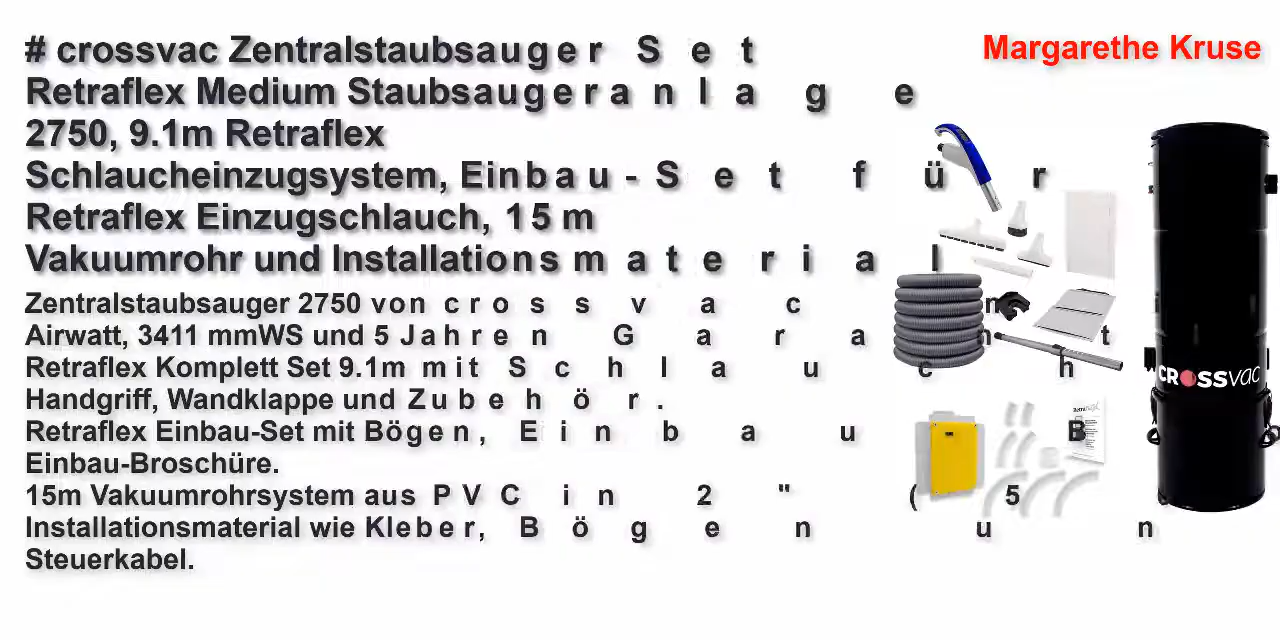 # crossvac Zentralstaubsauger Set
Margarethe Kruse
Retraflex Medium Staubsaugeranlage
2750, 9.1m Retraflex
Schlaucheinzugsystem, Einbau-Set für
Retraflex Einzugschlauch, 15 m
Vakuumrohr und Installationsmaterial
Zentralstaubsauger 2750 von crossvac m i
Airwatt, 3411 mmWS und 5 Jahren Garant
Retraflex Komplett Set 9.1m mit Schlauch
Handgriff, Wandklappe und Zubehör.
Retraflex Einbau-Set mit Bögen, Einbau B
Einbau-Broschüre.
15m Vakuumrohrsystem aus PVC in 2" (5
Installationsmaterial wie Kleber, Bögen un
Steuerkabel.
CROSSvac